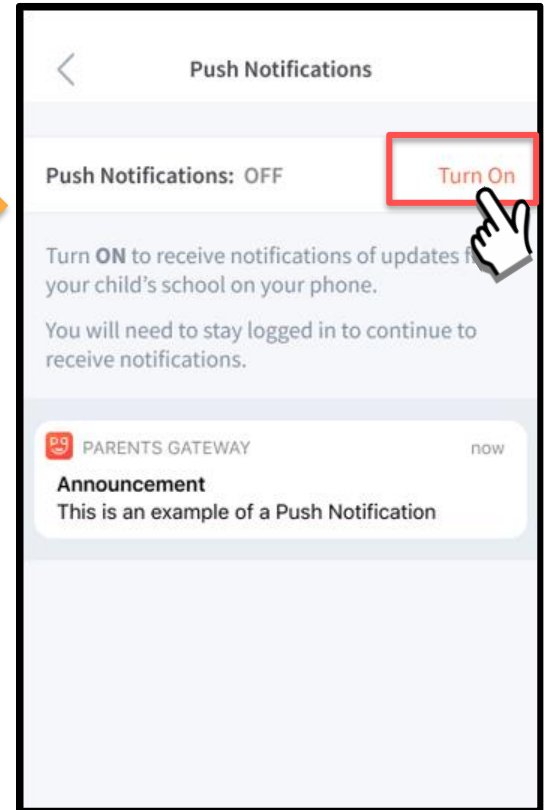 Push Notifications
Push Notifications: OFF Turn On
Turn ON to receive notifications of updates
your child's school on your phone.
You will need to stay logged in to continue to
receive notifications.
PARENTS GATEWAY now
Announcement
This is an example of a Push Notification